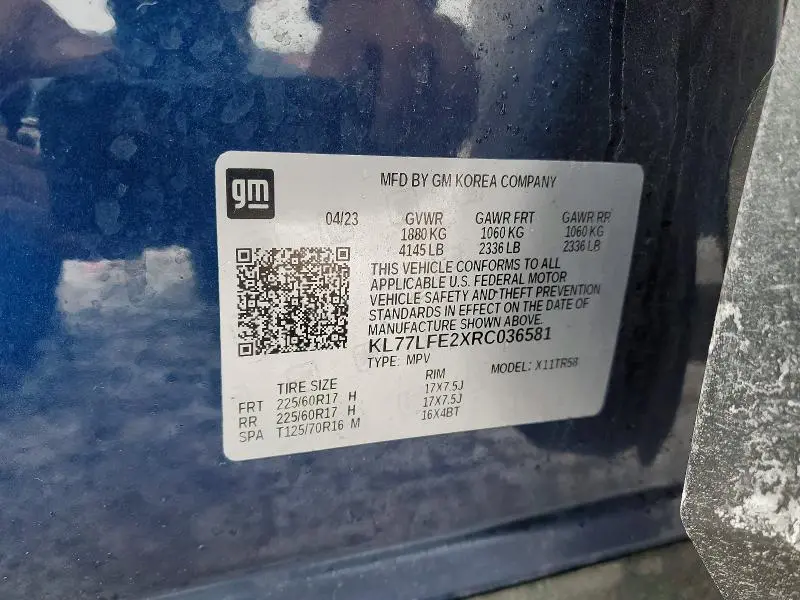 gm
MFD BY GM KOREA COMPANY
04/23 GVWR GAWR FRT GAWR RR
1880 KG 1060 KG 1060 KG
4145 LB 2336 LB 2336 LB
THIS VEHICLE CONFORMS TO ALL
APPLICABLE U.S. FEDERAL MOTOR
VEHICLE SAFETY AND THEFT PREVENTION
STANDARDS IN EFFECT ON THE DATE OF
MANUFACTURE SHOWN ABOVE.
KL77LFE2XRC036581
TYPE: MPV MODEL: X11TR58
TIRE SIZE RIM
FRT 225/60R17 H 17X7.5J
RR 225/60R17 H 17X7.5J
SPA T125/70R16 M 16X4BT